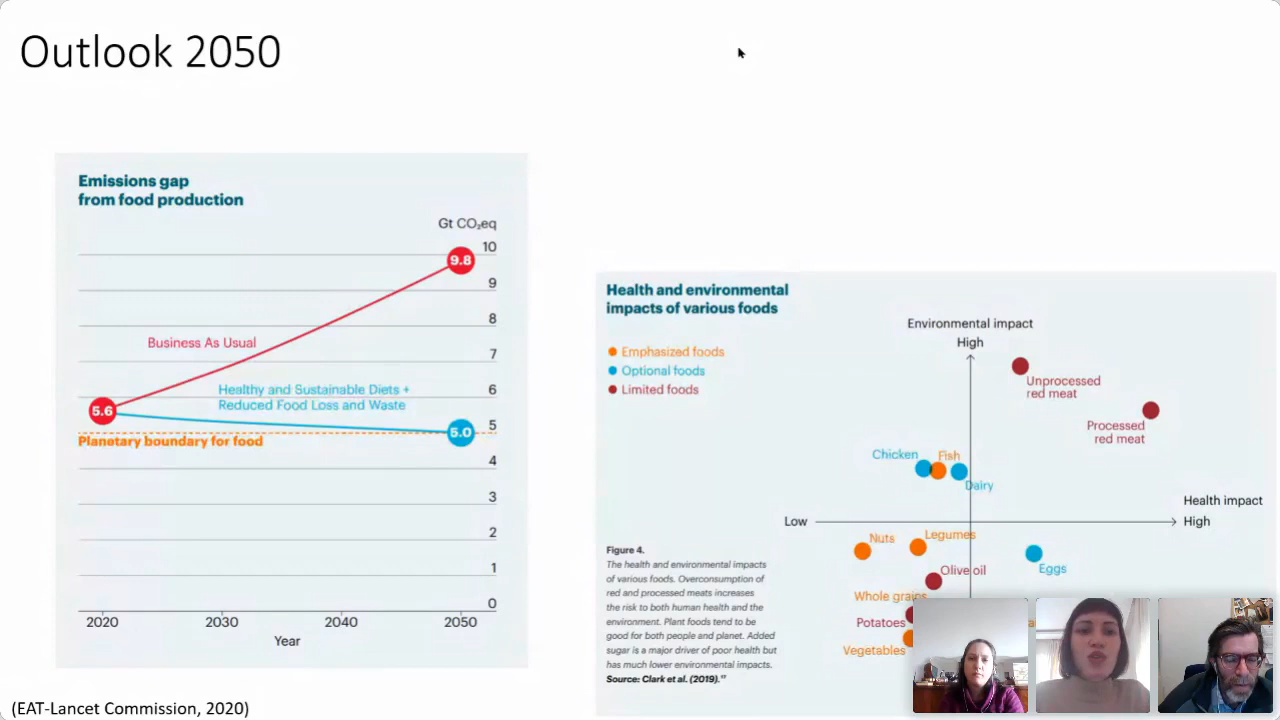 Outlook 2050
Emissions gap
from food production
Gt CO₂eq
10
9.8
9
8
Business As Usual
7
Healthy and Sustainable Diets +
6
Reduced Food Loss and Waste
5.6
5
5.0
Planetary boundary for food
4
3
2
1
0
2020
2030
2040
2050
Year
Health and environmental
impacts of various foods
Emphasized foods
Optional foods
Limited foods
Environmental impact
High
Unprocessed
red meat
Processed
red meat
Chicken
Fish
Dairy
Health impact
Low
High
Nuts
Legumes
Eggs
Olive oil
Whole grains
Potatoes
Vegetables
Figure 4.
The health and environmental impacts
of various foods. Overconsumption of
red and processed meats increases
the risk to both human health and the
environment. Plant foods tend to be
good for both people and planet. Added
sugar is a major driver of poor health but
has much lower environmental impacts.
Source: Clark et al. (2019).¹⁷
(EAT-Lancet Commission, 2020)